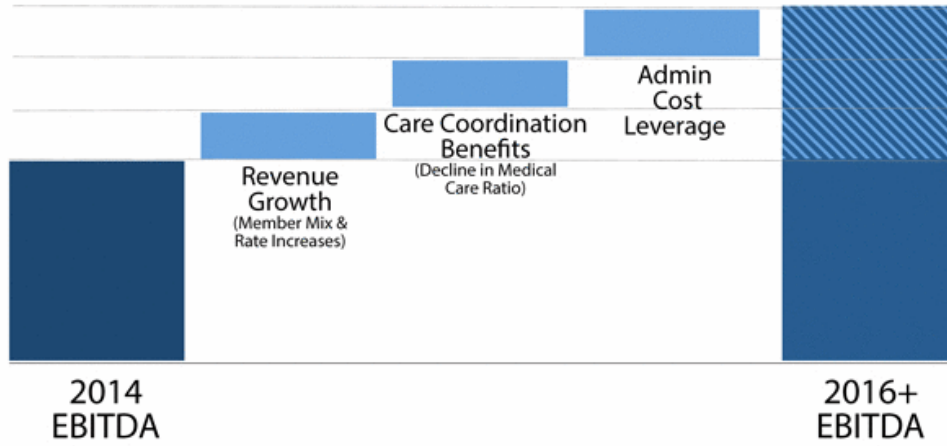 Admin
Cost
Leverage
Care Coordination
Benefits
(Decline in Medical
Care Ratio)
Revenue
Growth
(Member Mix &
Rate Increases)
2014
EBITDA
2016+
EBITDA